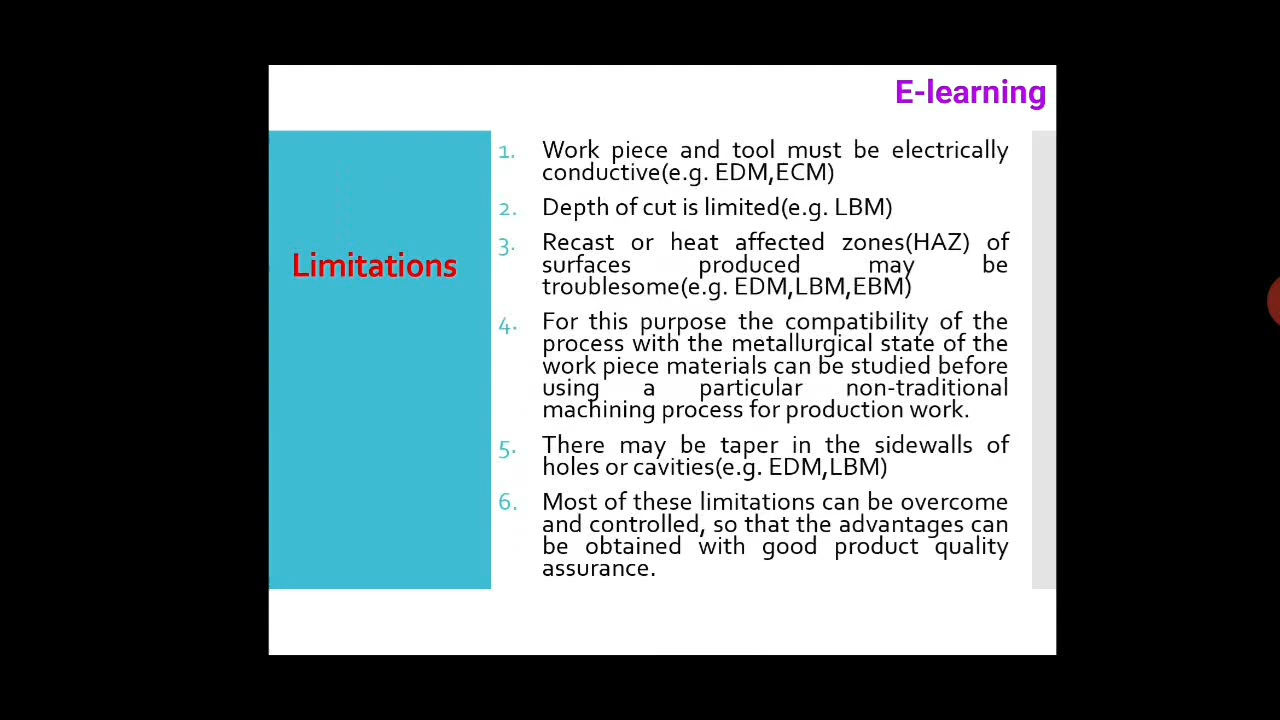 E-learning
Limitations
1. Work piece and tool must be electrically
conductive(e.g. EDM,ECM)
2. Depth of cut is limited(e.g. LBM)
3. Recast or heat affected zones(HAZ) of
surfaces produced may be
troublesome(e.g. EDM,LBM,EBM)
4. For this purpose the compatibility of the
process with the metallurgical state of the
work piece materials can be studied before
using a particular non-traditional
machining process for production work.
5. There may be taper in the sidewalls of
holes or cavities(e.g. EDM,LBM)
6. Most of these limitations can be overcome
and controlled, so that the advantages can
be obtained with good product quality
assurance.